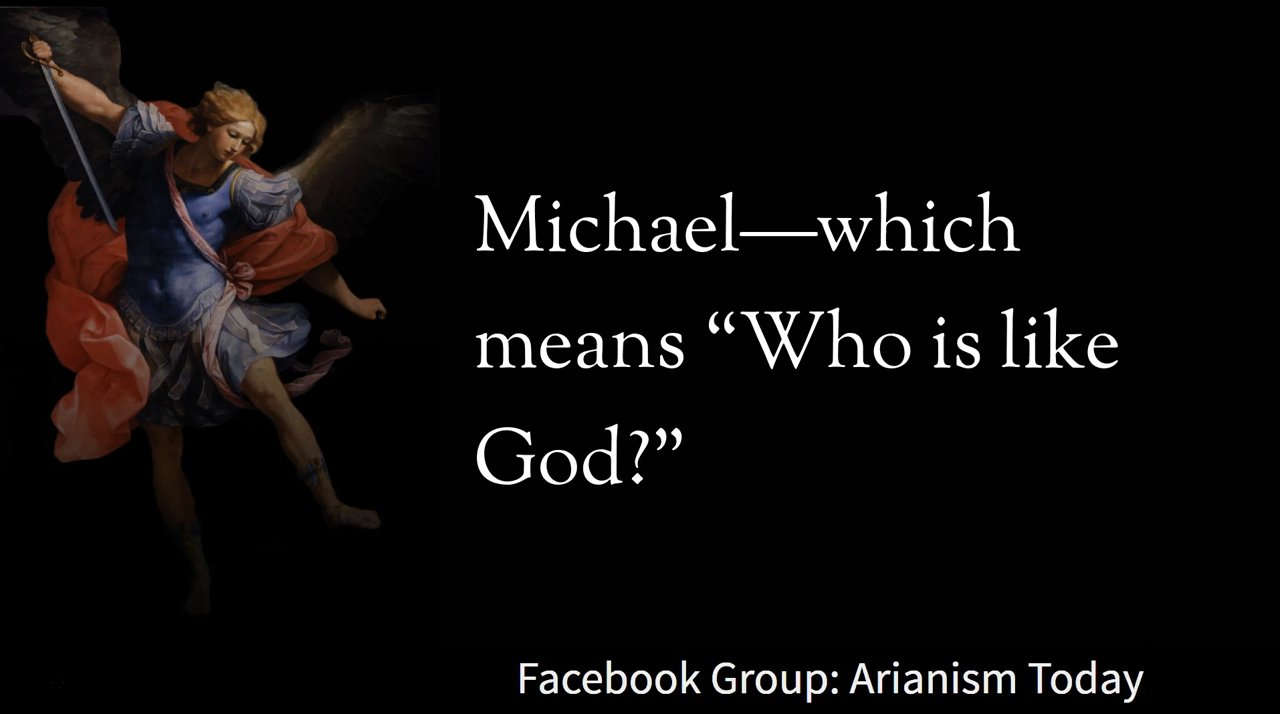 Michael—which
means “Who is like
God?”
Facebook Group: Arianism Today